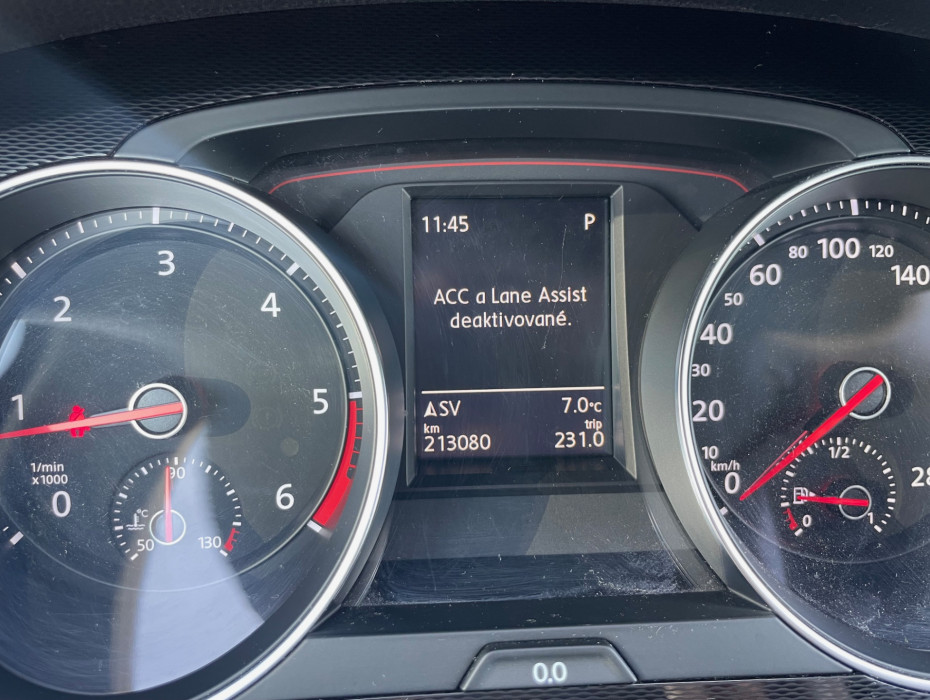 11:45 P
ACC a Lane Assist
deaktivované.
SV 7.0°C
km trip
213080 231.0
1
2
3
4
5
6
1/min
x1000
0
90
°C
50 130
0
10
20
30
40
50
60
80
100
120
140
28
km/h
1/2
0 1
0.0